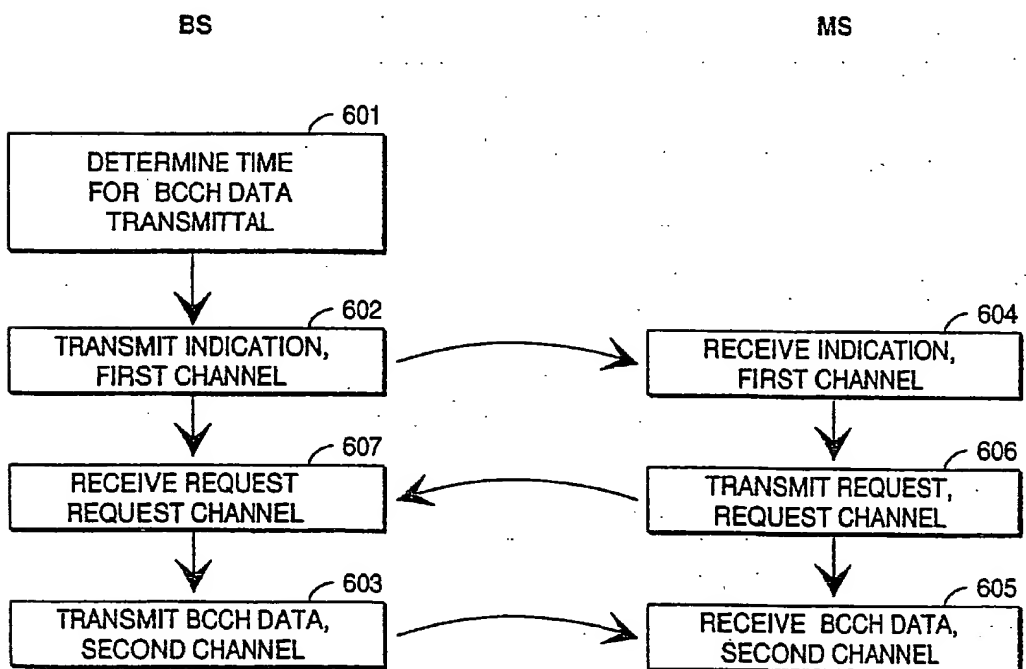 BS
MS
601
DETERMINE TIME
FOR BCCH DATA
TRANSMITTAL
602
TRANSMIT INDICATION,
FIRST CHANNEL
604
RECEIVE INDICATION,
FIRST CHANNEL
607
RECEIVE REQUEST
REQUEST CHANNEL
606
TRANSMIT REQUEST,
REQUEST CHANNEL
603
TRANSMIT BCCH DATA,
SECOND CHANNEL
605
RECEIVE BCCH DATA,
SECOND CHANNEL